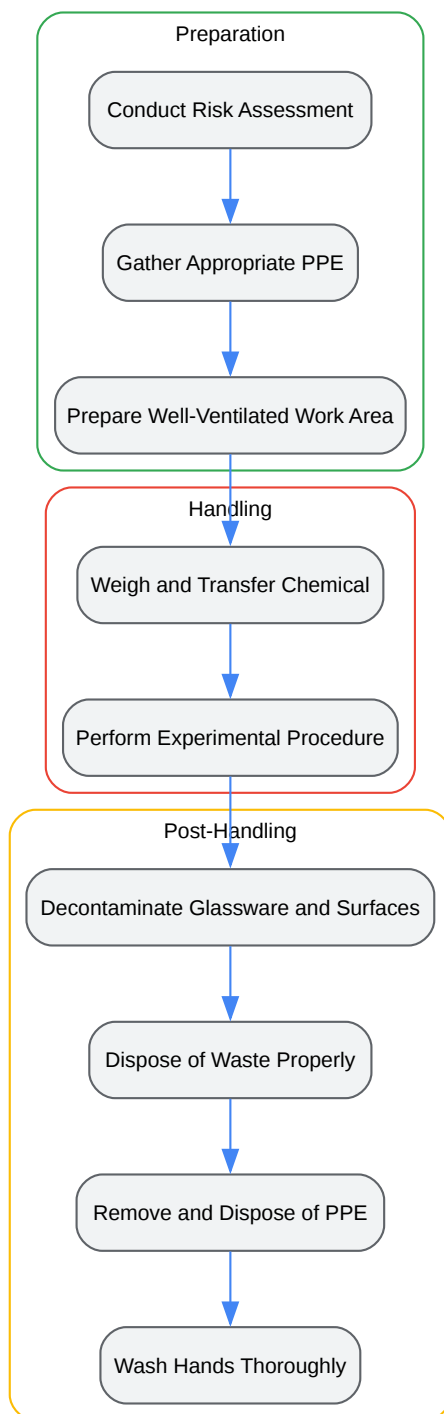 Preparation
Conduct Risk Assessment
Gather Appropriate PPE
Prepare Well-Ventilated Work Area
Handling
Weigh and Transfer Chemical
Perform Experimental Procedure
Post-Handling
Decontaminate Glassware and Surfaces
Dispose of Waste Properly
Remove and Dispose of PPE
Wash Hands Thoroughly